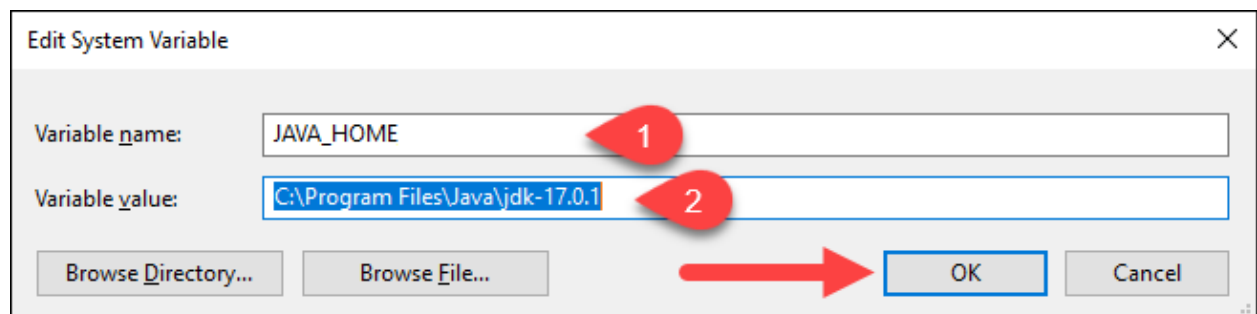 Edit System Variable
Variable name: JAVA_HOME 1
Variable value: C:\Program Files\Java\jdk-17.0.1 2
Browse Directory... Browse File... OK Cancel